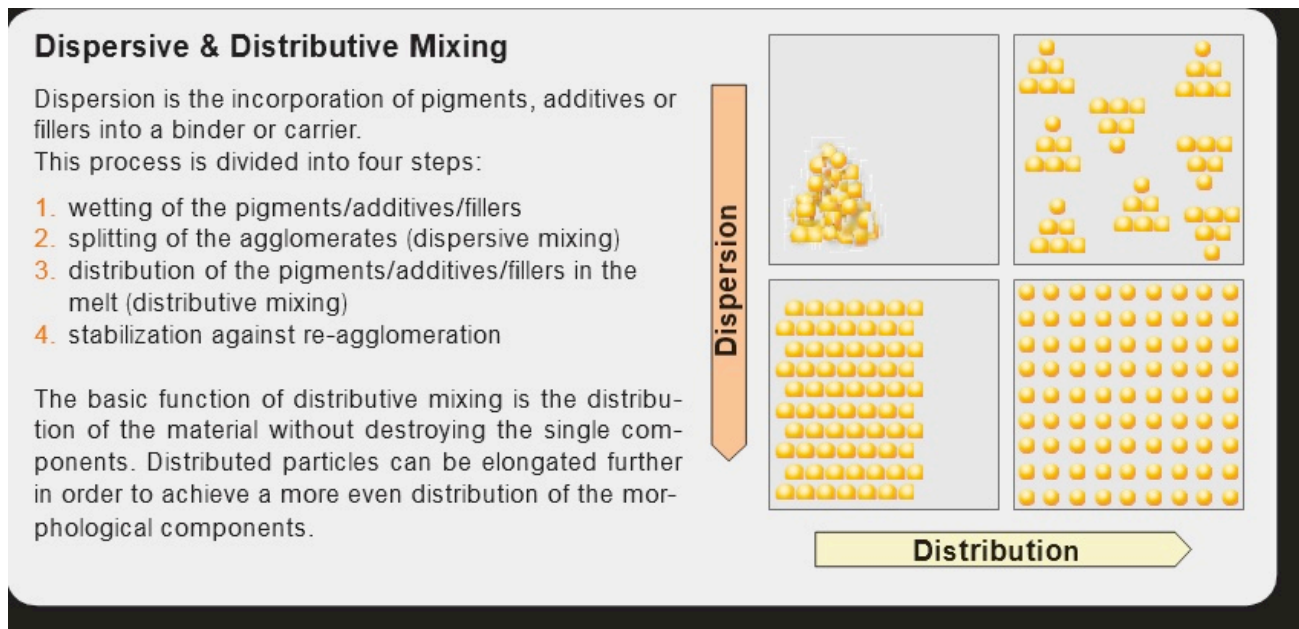 Dispersive & Distributive Mixing
Dispersion is the incorporation of pigments, additives or
fillers into a binder or carrier.
This process is divided into four steps:
1. wetting of the pigments/additives/fillers
2. splitting of the agglomerates (dispersive mixing)
3. distribution of the pigments/additives/fillers in the
melt (distributive mixing)
4. stabilization against re-agglomeration
The basic function of distributive mixing is the distribu-
tion of the material without destroying the single com-
ponents. Distributed particles can be elongated further
in order to achieve a more even distribution of the mor-
phological components.
Dispersion
Distribution